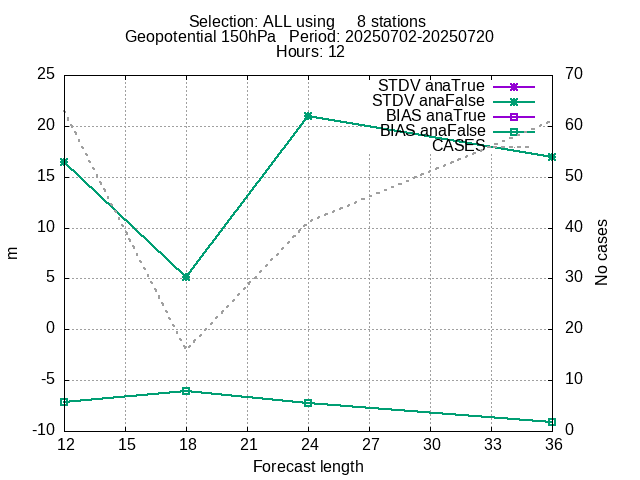 Selection: ALL using     8 stations
Geopotential 150hPa   Period: 20250702-20250720
Hours: 12
25
20
15
10
5
0
-5
-10
m
70
60
50
40
30
20
10
0
No cases
STDV anaTrue
STDV anaFalse
BIAS anaTrue
BIAS anaFalse
CASES
12 15 18 21 24 27 30 33 36
Forecast length